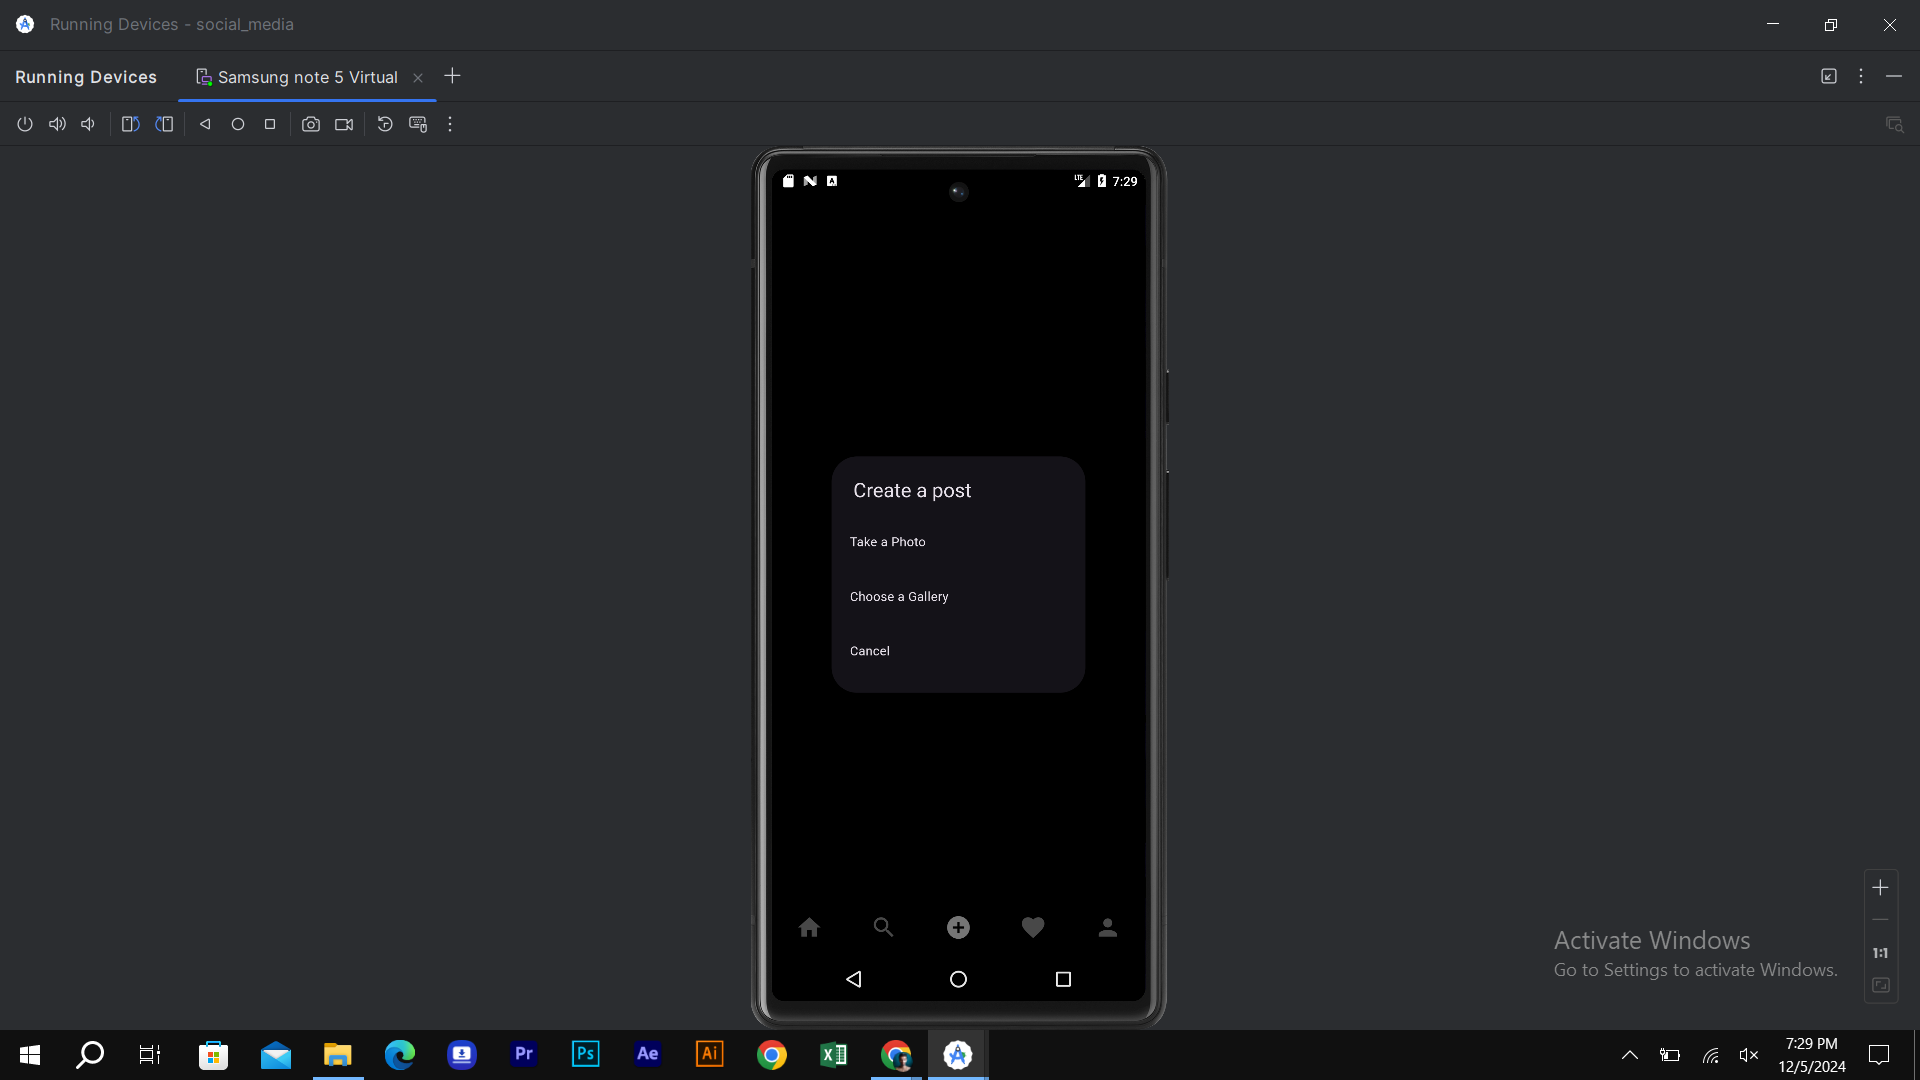 Running Devices - social_media
Running Devices
Samsung note 5 Virtual
LTE
7:29
Create a post
Take a Photo
Choose a Gallery
Cancel
1:1
Activate Windows
Go to Settings to activate Windows.
Pr
Ps
Ae
Ai
7:29 PM
12/5/2024